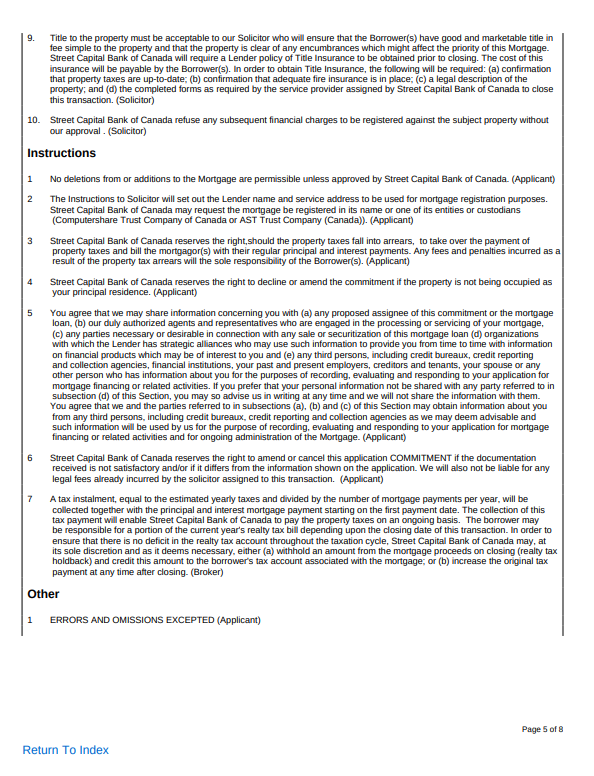 9. Title to the property must be acceptable to our Solicitor who will ensure that the Borrower(s) have good and marketable title in
fee simple to the property and that the property is clear of any encumbrances which might affect the priority of this Mortgage.
Street Capital Bank of Canada will require a Lender policy of Title Insurance to be obtained prior to closing. The cost of this
insurance will be payable by the Borrower(s). In order to obtain Title Insurance, the following will be required: (a) confirmation
that property taxes are up-to-date; (b) confirmation that adequate fire insurance is in place; (c) a legal description of the
property; and (d) the completed forms as required by the service provider assigned by Street Capital Bank of Canada to close
this transaction. (Solicitor)
10. Street Capital Bank of Canada refuse any subsequent financial charges to be registered against the subject property without
our approval . (Solicitor)
Instructions
1 No deletions from or additions to the Mortgage are permissible unless approved by Street Capital Bank of Canada. (Applicant)
2 The Instructions to Solicitor will set out the Lender name and service address to be used for mortgage registration purposes.
Street Capital Bank of Canada may request the mortgage be registered in its name or one of its entities or custodians
(Computershare Trust Company of Canada or AST Trust Company (Canada)). (Applicant)
3 Street Capital Bank of Canada reserves the right,should the property taxes fall into arrears, to take over the payment of
property taxes and bill the mortgagor(s) with their regular principal and interest payments. Any fees and penalties incurred as a
result of the property tax arrears will the sole responsibility of the Borrower(s). (Applicant)
4 Street Capital Bank of Canada reserves the right to decline or amend the commitment if the property is not being occupied as
your principal residence. (Applicant)
5 You agree that we may share information concerning you with (a) any proposed assignee of this commitment or the mortgage
loan, (b) our duly authorized agents and representatives who are engaged in the processing or servicing of your mortgage,
(c) any parties necessary or desirable in connection with any sale or securitization of this mortgage loan (d) organizations
with which the Lender has strategic alliances who may use such information to provide you from time to time with information
on financial products which may be of interest to you and (e) any third persons, including credit bureaux, credit reporting
and collection agencies, financial institutions, your past and present employers, creditors and tenants, your spouse or any
other person who has information about you for the purposes of recording, evaluating and responding to your application for
mortgage financing or related activities. If you prefer that your personal information not be shared with any party referred to in
subsection (d) of this Section, you may so advise us in writing at any time and we will not share the information with them.
You agree that we and the parties referred to in subsections (a), (b) and (c) of this Section may obtain information about you
from any third persons, including credit bureaux, credit reporting and collection agencies as we may deem advisable and
such information will be used by us for the purpose of recording, evaluating and responding to your application for mortgage
financing or related activities and for ongoing administration of the Mortgage. (Applicant)
6 Street Capital Bank of Canada reserves the right to amend or cancel this application COMMITMENT if the documentation
received is not satisfactory and/or if it differs from the information shown on the application. We will also not be liable for any
legal fees already incurred by the solicitor assigned to this transaction. (Applicant)
7 A tax instalment, equal to the estimated yearly taxes and divided by the number of mortgage payments per year, will be
collected together with the principal and interest mortgage payment starting on the first payment date. The collection of this
tax payment will enable Street Capital Bank of Canada to pay the property taxes on an ongoing basis. The borrower may
be responsible for a portion of the current year's realty tax bill depending upon the closing date of this transaction. In order to
ensure that there is no deficit in the realty tax account throughout the taxation cycle, Street Capital Bank of Canada may, at
its sole discretion and as it deems necessary, either (a) withhold an amount from the mortgage proceeds on closing (realty tax
holdback) and credit this amount to the borrower's tax account associated with the mortgage; or (b) increase the original tax
payment at any time after closing. (Broker)
Other
1 ERRORS AND OMISSIONS EXCEPTED (Applicant)
Page 5 of 8
Return To Index